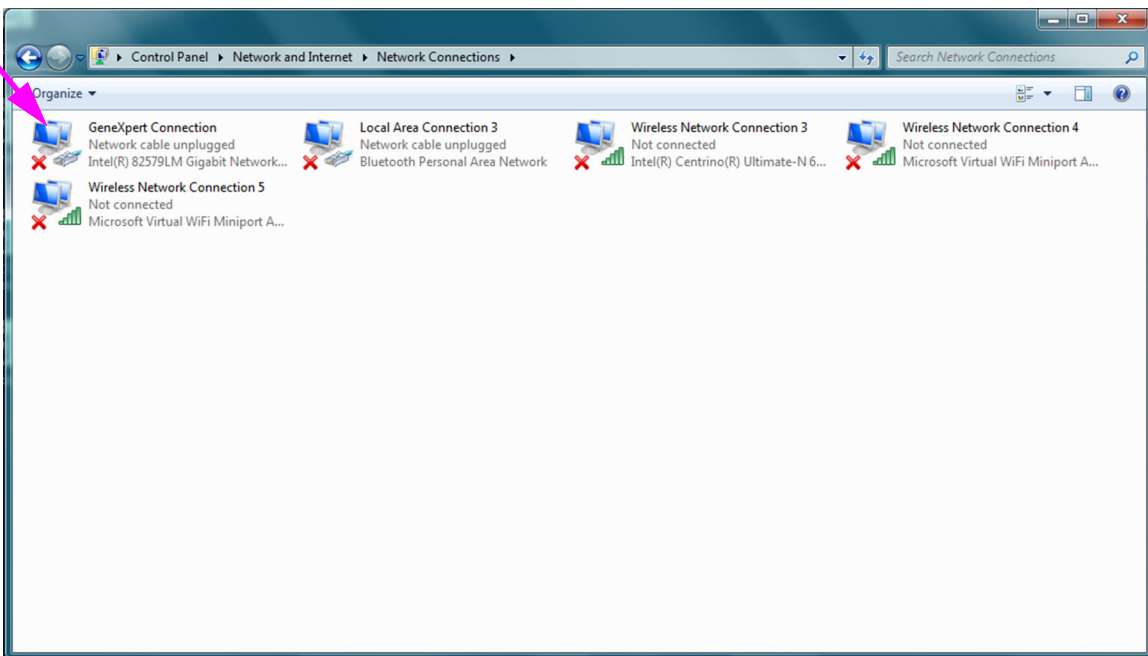 Control Panel Network and Internet Network Connections Search Network Connections
Organize
GeneXpert Connection
Network cable unplugged
Intel(R) 82579LM Gigabit Network...
Local Area Connection 3
Network cable unplugged
Bluetooth Personal Area Network
Wireless Network Connection 3
Not connected
Intel(R) Centrino(R) Ultimate-N 6...
Wireless Network Connection 4
Not connected
Microsoft Virtual WiFi Miniport A...
Wireless Network Connection 5
Not connected
Microsoft Virtual WiFi Miniport A...